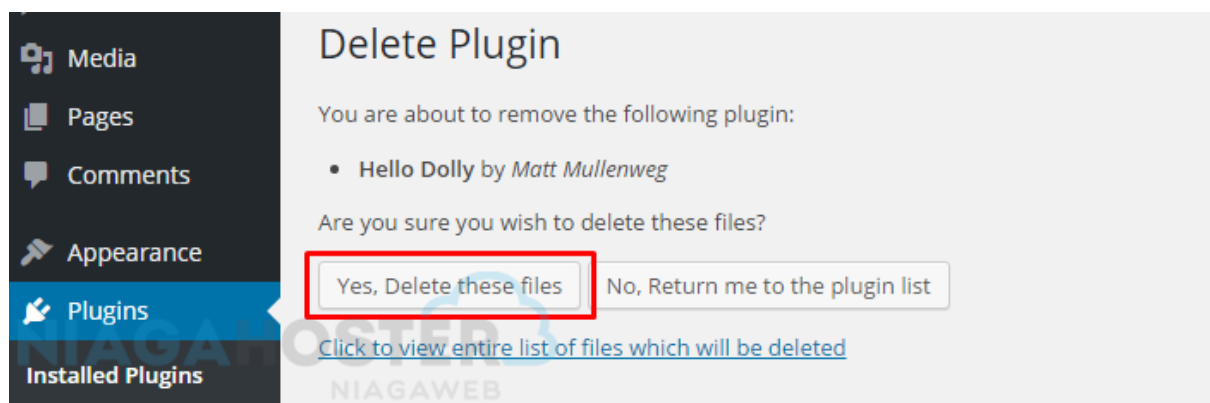 Media
Pages
Comments
Appearance
Plugins
Installed Plugins
Delete Plugin
You are about to remove the following plugin:
• Hello Dolly by Matt Mullenweg
Are you sure you wish to delete these files?
Yes, Delete these files
No, Return me to the plugin list
Click to view entire list of files which will be deleted
NIAGAHOSTER
NIAGAWEB